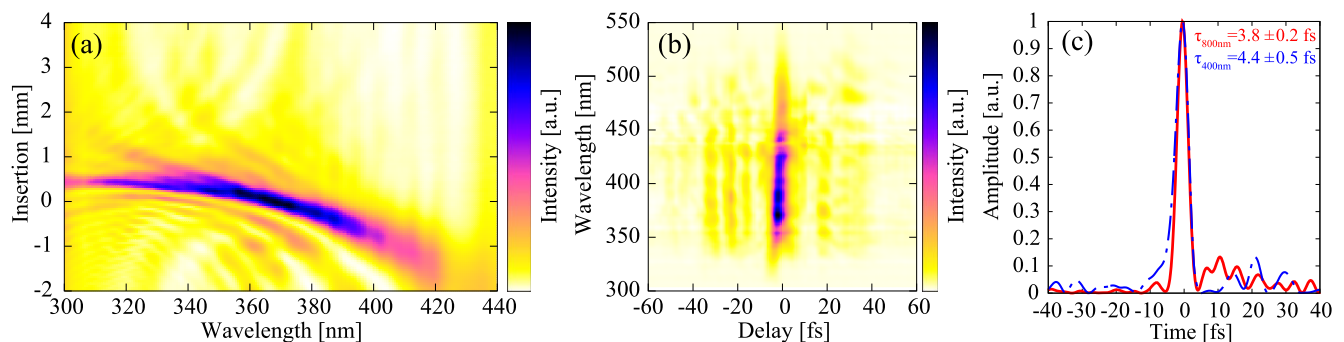 (a)
4
3
2
1
0
-1
-2
Insertion [mm]
300 320 340 360 380 400 420 440
Wavelength [nm]
Intensity [a.u.]
(b)
550
500
450
400
350
300
Wavelength [nm]
-60 -40 -20 0 20 40 60
Delay [fs]
Intensity [a.u.]
(c)
τ800nm=3.8 ±0.2 fs
τ400nm=4.4 ±0.5 fs
1
0.9
0.8
0.7
0.6
0.5
0.4
0.3
0.2
0.1
0
Amplitude [a.u.]
-40 -30 -20 -10 0 10 20 30 40
Time [fs]